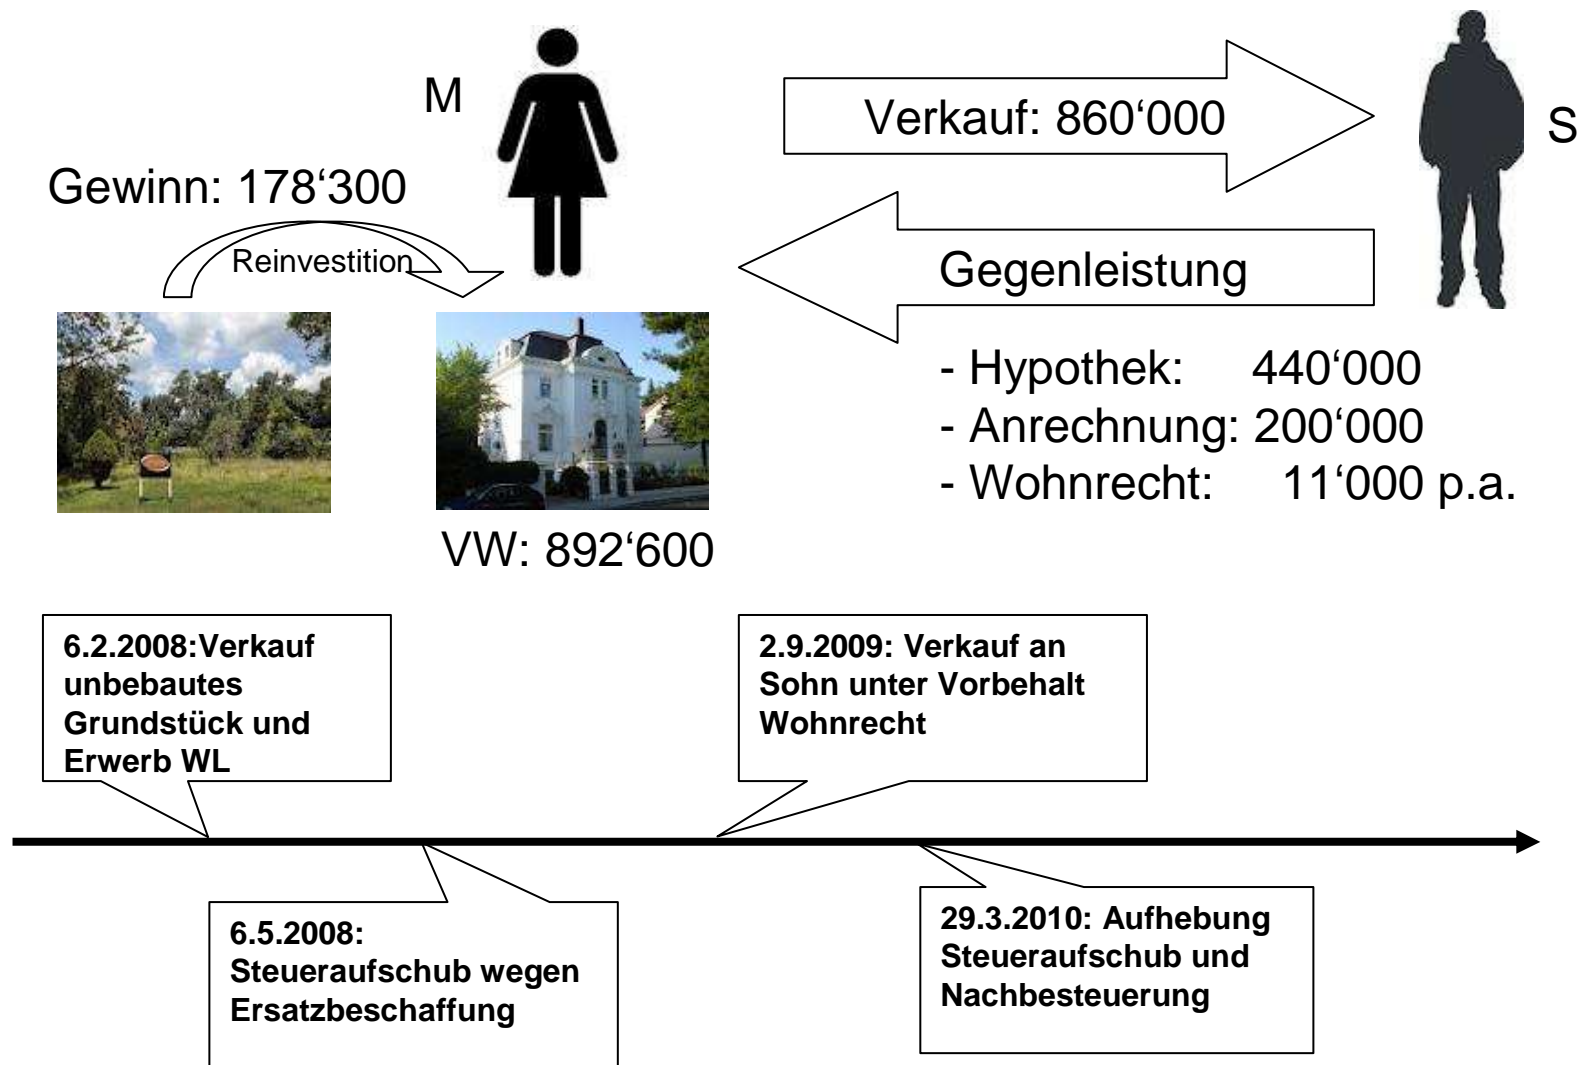 M
Verkauf: 860‘000
S
Gewinn: 178‘300
Reinvestition
Gegenleistung
- Hypothek: 440‘000
- Anrechnung: 200‘000
- Wohnrecht: 11‘000 p.a.
VW: 892‘600
6.2.2008:Verkauf
unbebautes
Grundstück und
Erwerb WL
2.9.2009: Verkauf an
Sohn unter Vorbehalt
Wohnrecht
6.5.2008:
Steueraufschub wegen
Ersatzbeschaffung
29.3.2010: Aufhebung
Steueraufschub und
Nachbesteuerung